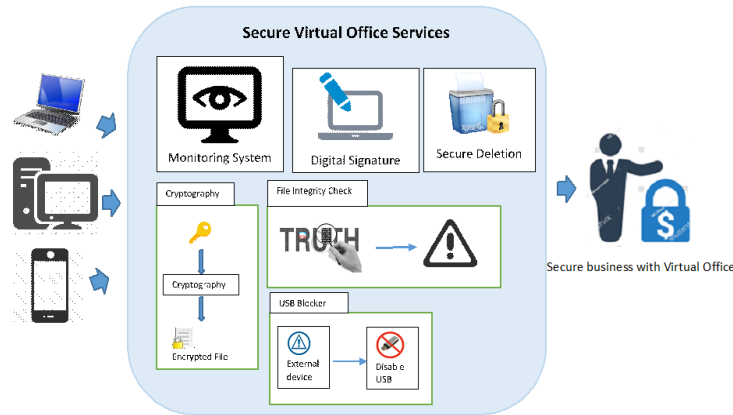 Secure Virtual Office Services
Monitoring System
Digital Signature
Secure Deletion
Cryptography
File Integrity Check
TRUTH
Cryptography
Encrypted File
USB Blocker
External
device
Disable
USB
$
Secure business with Virtual Office